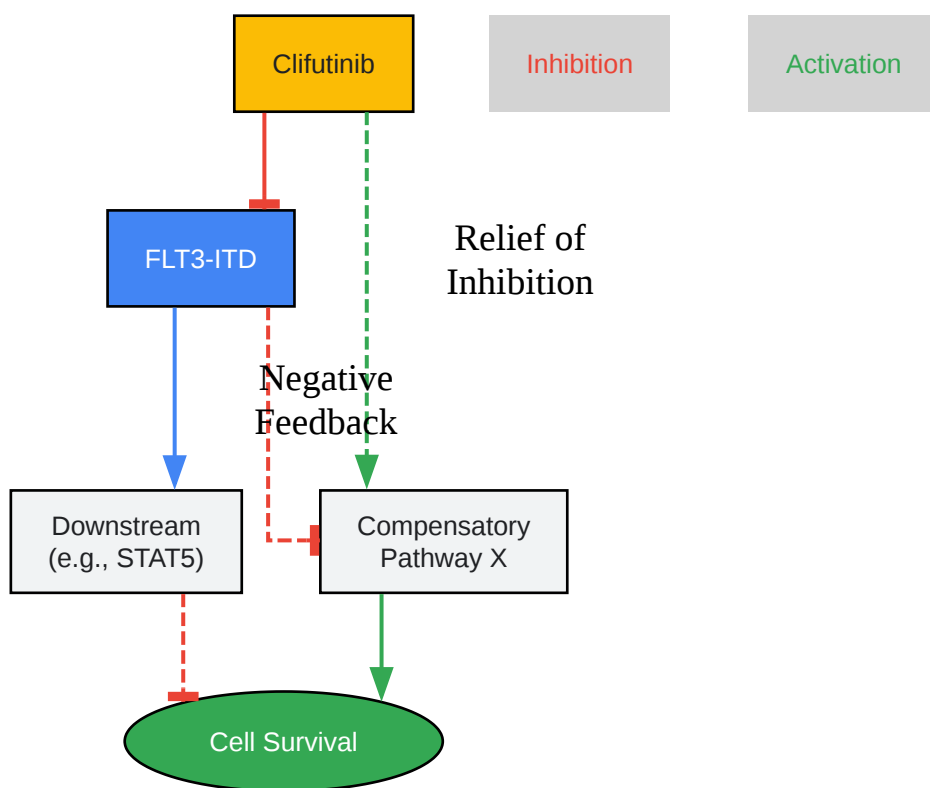 Clifutinib
Inhibition
Activation
FLT3-ITD
Relief of
Inhibition
Negative
Feedback
Downstream
(e.g., STAT5)
Compensatory
Pathway X
Cell Survival